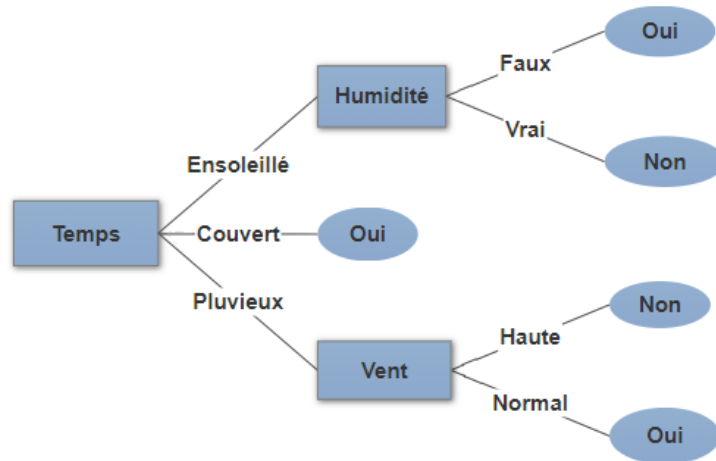 Oui
Faux
Humidité
Vrai
Non
Ensoleillé
Temps
Couvert
Oui
Pluvieux
Non
Haute
Vent
Normal
Oui